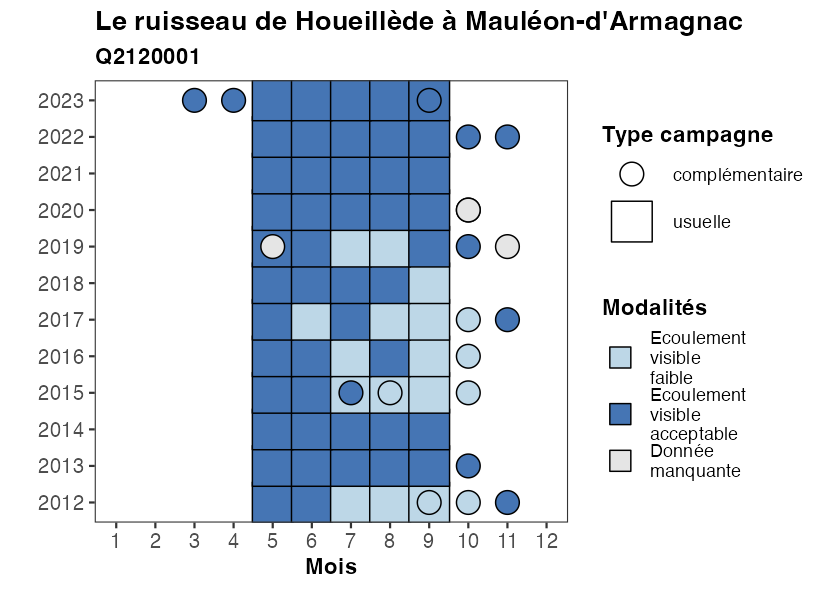 Le ruisseau de Houeillède à Mauléon-d'Armagnac
Q2120001
2023
2022
2021
2020
2019
2018
2017
2016
2015
2014
2013
2012
1 2 3 4 5 6 7 8 9 10 11 12
Mois
Type campagne
complémentaire
usuelle
Modalités
Ecoulement
visible
faible
Ecoulement
visible
acceptable
Donnée
manquante